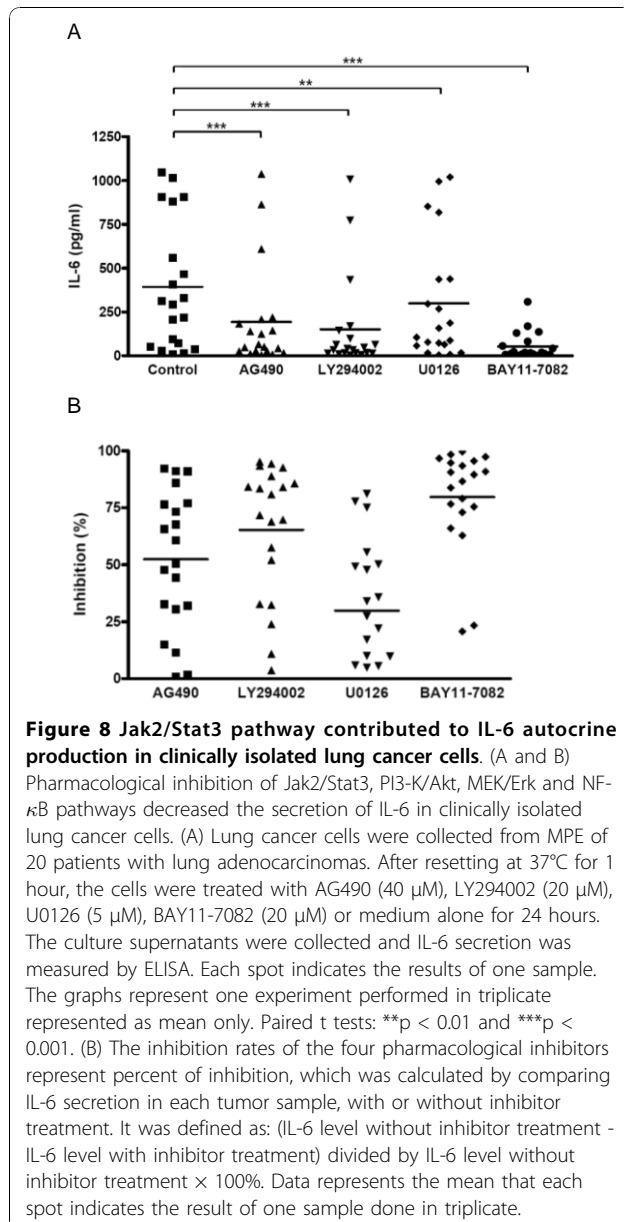 A
***
**
***
***
1250
1000
750
500
250
0
IL-6 (pg/ml)
Control AG490 LY294002 U0126 BAY11-7082
B
100
75
50
25
0
Inhibition (%)
AG490 LY294002 U0126 BAY11-7082
Figure 8 Jak2/Stat3 pathway contributed to IL-6 autocrine
production in clinically isolated lung cancer cells. (A and B)
Pharmacological inhibition of Jak2/Stat3, PI3-K/Akt, MEK/Erk and NF-
κB pathways decreased the secretion of IL-6 in clinically isolated
lung cancer cells. (A) Lung cancer cells were collected from MPE of
20 patients with lung adenocarcinomas. After resetting at 37°C for 1
hour, the cells were treated with AG490 (40 μM), LY294002 (20 μM),
U0126 (5 μM), BAY11-7082 (20 μM) or medium alone for 24 hours.
The culture supernatants were collected and IL-6 secretion was
measured by ELISA. Each spot indicates the results of one sample.
The graphs represent one experiment performed in triplicate
represented as mean only. Paired t tests: **p < 0.01 and ***p <
0.001. (B) The inhibition rates of the four pharmacological inhibitors
represent percent of inhibition, which was calculated by comparing
IL-6 secretion in each tumor sample, with or without inhibitor
treatment. It was defined as: (IL-6 level without inhibitor treatment -
IL-6 level with inhibitor treatment) divided by IL-6 level without
inhibitor treatment × 100%. Data represents the mean that each
spot indicates the result of one sample done in triplicate.